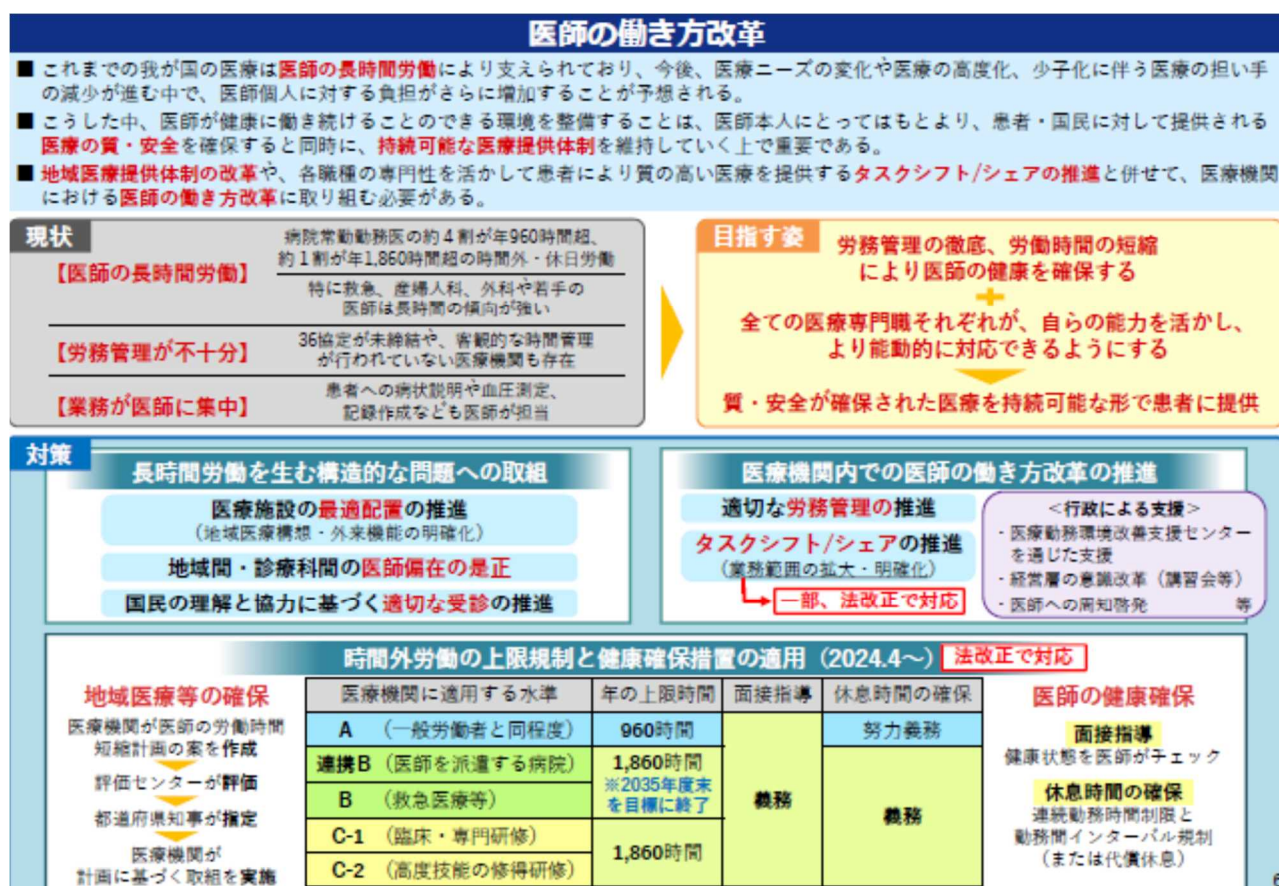 医師の働き方改革
■ これまでの我が国の医療は医師の長時間労働により支えられており、今後、医療ニーズの変化や医療の高度化、少子化に伴う医療の担い手
の減少が進む中で、医師個人に対する負担がさらに増加することが予想される。
■ こうした中、医師が健康に働き続けることのできる環境を整備することは、医師本人にとってはもとより、患者・国民に対して提供される
医療の質・安全を確保すると同時に、持続可能な医療提供体制を維持していく上で重要である。
■ 地域医療提供体制の改革や、各職種の専門性を活かして患者により質の高い医療を提供するタスクシフト/シェアの推進と併せて、医療機関
における医師の働き方改革に取り組む必要がある。
現状
【医師の長時間労働】
病院常勤勤務医の約4割が年960時間超、
約1割が年1,860時間超の時間外・休日労働
特に救急、産婦人科、外科や若手の
医師は長時間の傾向が強い
【労務管理が不十分】
36協定が未締結や、客観的な時間管理
が行われていない医療機関も存在
【業務が医師に集中】
患者への病状説明や血圧測定、
記録作成なども医師が担当
目指す姿
労務管理の徹底、労働時間の短縮
により医師の健康を確保する
+
全ての医療専門職それぞれが、自らの能力を活かし、
より能動的に対応できるようにする
質・安全が確保された医療を持続可能な形で患者に提供
対策
長時間労働を生む構造的な問題への取組
医療施設の最適配置の推進
(地域医療構想・外来機能の明確化)
地域間・診療科間の医師偏在の是正
国民の理解と協力に基づく適切な受診の推進
医療機関内での医師の働き方改革の推進
適切な労務管理の推進
タスクシフト/シェアの推進
(業務範囲の拡大・明確化)
一部、法改正で対応
<行政による支援>
・医療勤務環境改善支援センター
を通じた支援
・経営層の意識改革(講習会等)
・医師への周知啓発 等
時間外労働の上限規制と健康確保措置の適用(2024.4~) 法改正で対応
地域医療等の確保
医療機関が医師の労働時間
短縮計画の案を作成
評価センターが評価
都道府県知事が指定
医療機関が
計画に基づく取組を実施
医療機関に適用する水準 年の上限時間 面接指導 休息時間の確保
A (一般労働者と同程度) 960時間 努力義務
連携B (医師を派遣する病院) 1,860時間
※2035年度末
を目標に終了
B (救急医療等)
義務 義務
C-1 (臨床・専門研修)
1,860時間
C-2 (高度技能の修得研修)
医師の健康確保
面接指導
健康状態を医師がチェック
休息時間の確保
連続勤務時間制限と
勤務間インターバル規制
(または代償休息)